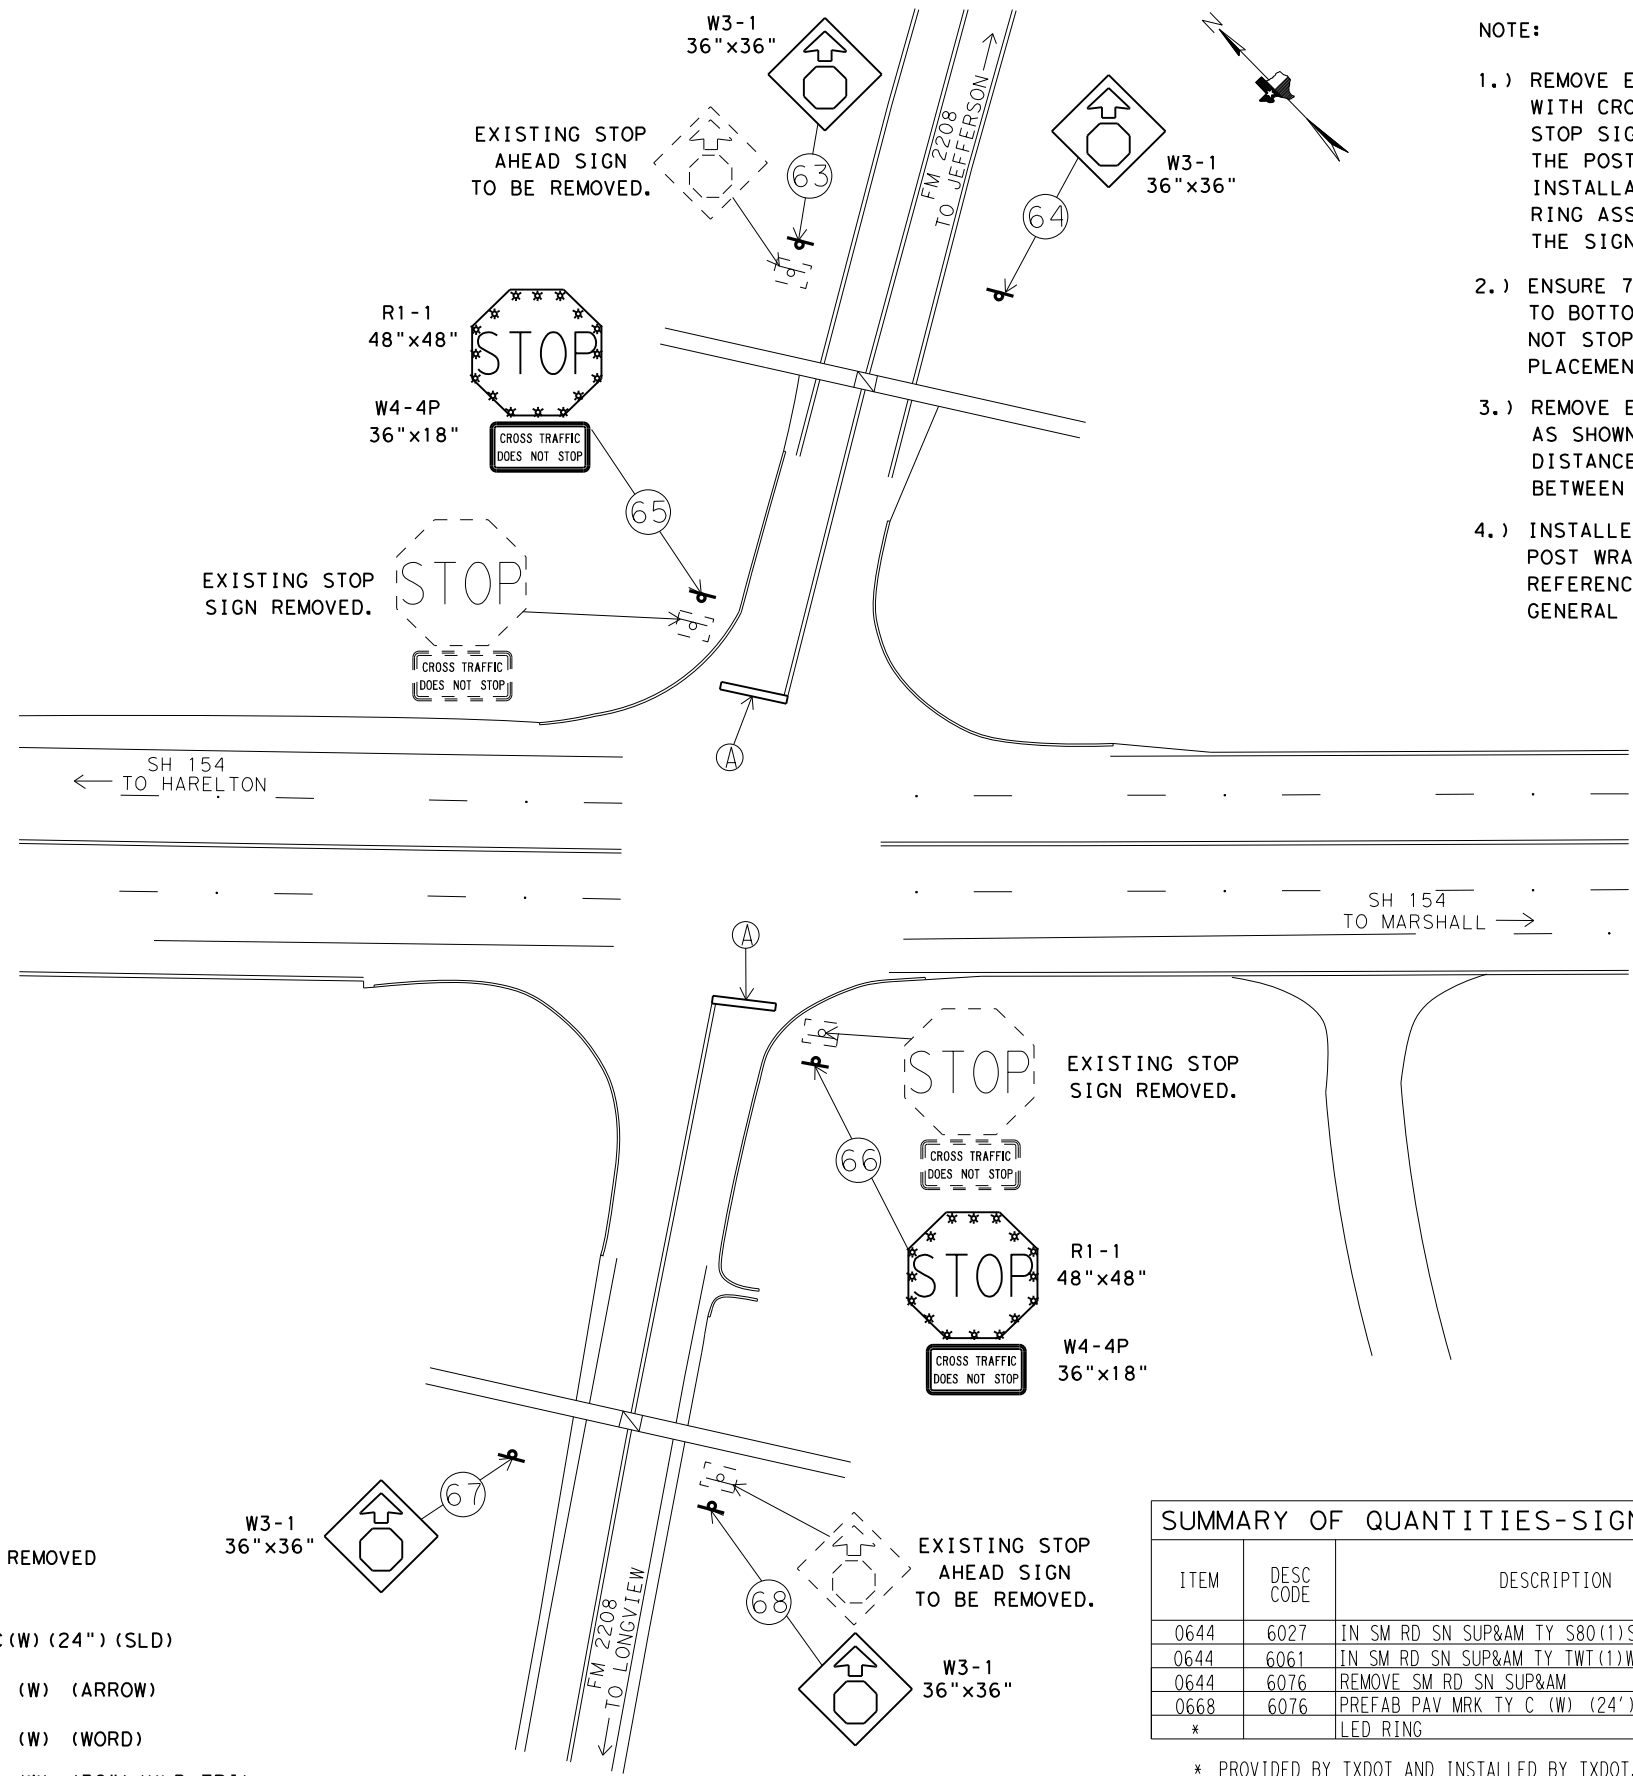 W3-1
36"x36"
N
NOTE:
1.) REMOVE E
WITH CRO
STOP SIG
THE POST
INSTALLA
RING ASS
THE SIGN
2.) ENSURE 7
TO BOTTO
NOT STOP
PLACEMEN
3.) REMOVE E
AS SHOWN
DISTANCE
BETWEEN
4.) INSTALLE
POST WRA
REFERENC
GENERAL
EXISTING STOP
AHEAD SIGN
TO BE REMOVED.
63
FM 2208
TO JEFFERSON
W3-1
36"x36"
64
R1-1
48"x48"
STOP
W4-4P
36"x18"
CROSS TRAFFIC
DOES NOT STOP
65
EXISTING STOP
SIGN REMOVED.
STOP
CROSS TRAFFIC
DOES NOT STOP
A
SH 154
TO HARELTON
SH 154
TO MARSHALL
A
STOP
EXISTING STOP
SIGN REMOVED.
CROSS TRAFFIC
DOES NOT STOP
66
STOP
R1-1
48"x48"
CROSS TRAFFIC
DOES NOT STOP
W4-4P
36"x18"
67
W3-1
36"x36"
68
EXISTING STOP
AHEAD SIGN
TO BE REMOVED.
W3-1
36"x36"
FM 2208
TO LONGVIEW
REMOVED
(W) (24") (SLD)
(W) (ARROW)
(W) (WORD)
SUMMARY OF QUANTITIES-SIGN
ITEM DESC CODE DESCRIPTION
0644 6027 IN SM RD SN SUP&AM TY S80(1)S
0644 6061 IN SM RD SN SUP&AM TY TWT(1)W
0644 6076 REMOVE SM RD SN SUP&AM
0668 6076 PREFAB PAV MRK TY C (W) (24')
* LED RING
* PROVIDED BY TXDOT AND INSTALLED BY TXDOT.